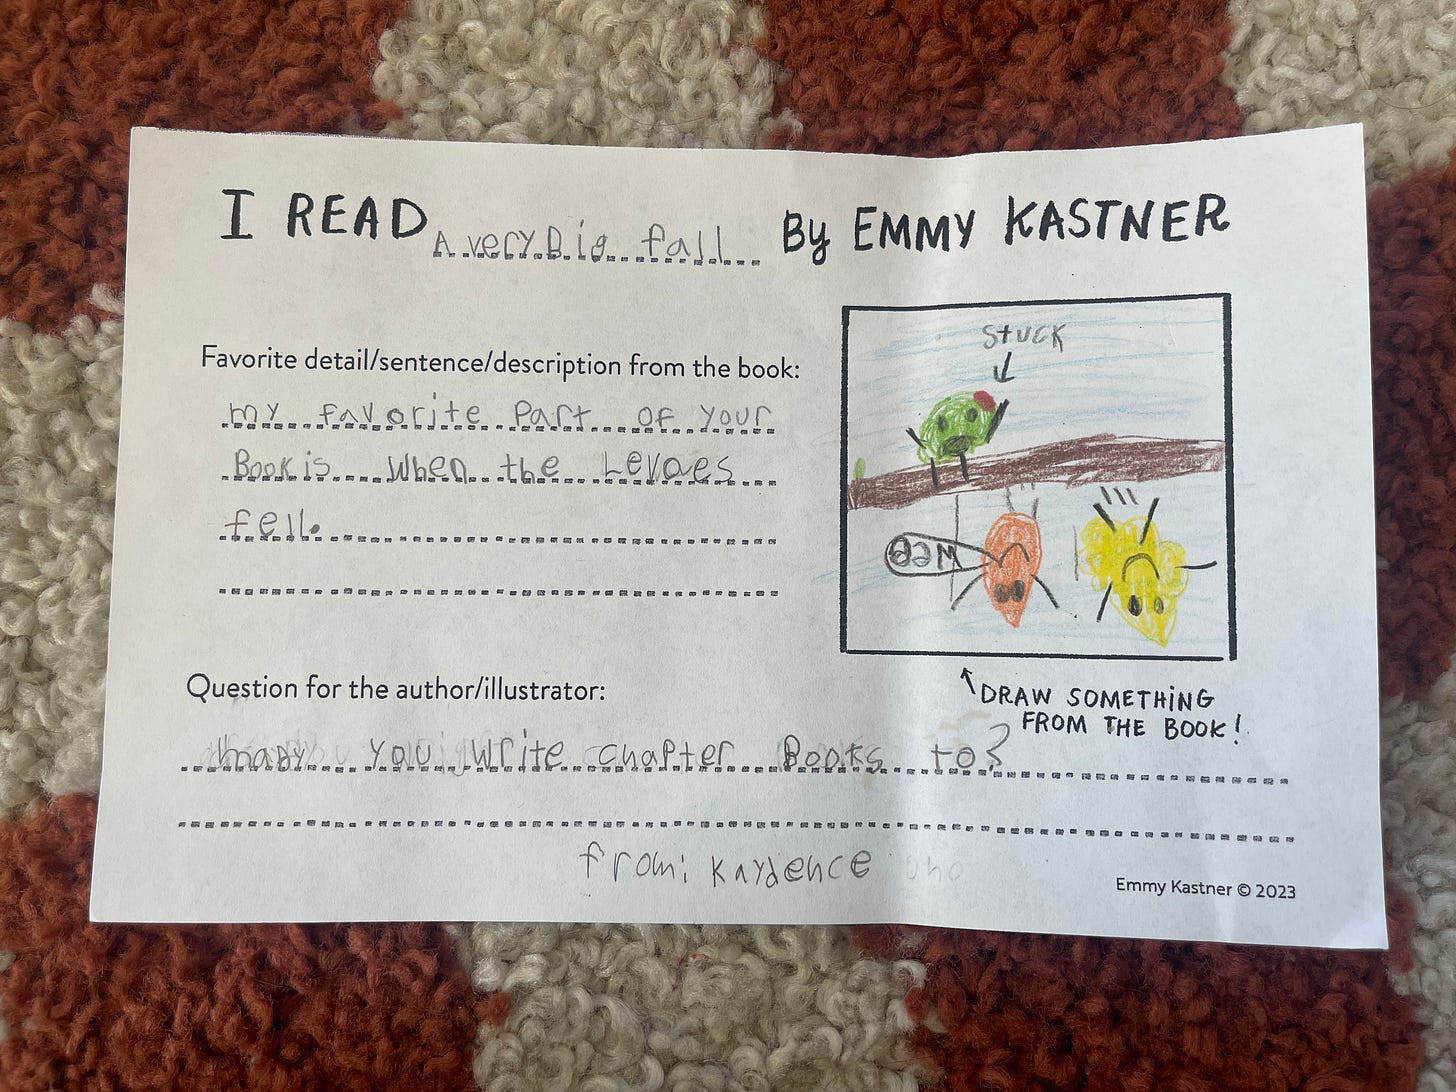 I READ A very Big fall By EMMY KASTNER
Favorite detail/sentence/description from the book:
my favorite part of your
Book is when the Levaes
fell.
STUCK
DRAW SOMETHING
FROM THE BOOK!
Question for the author/illustrator:
maby you write chapter Books to?
from: Kaydence
Emmy Kastner © 2023